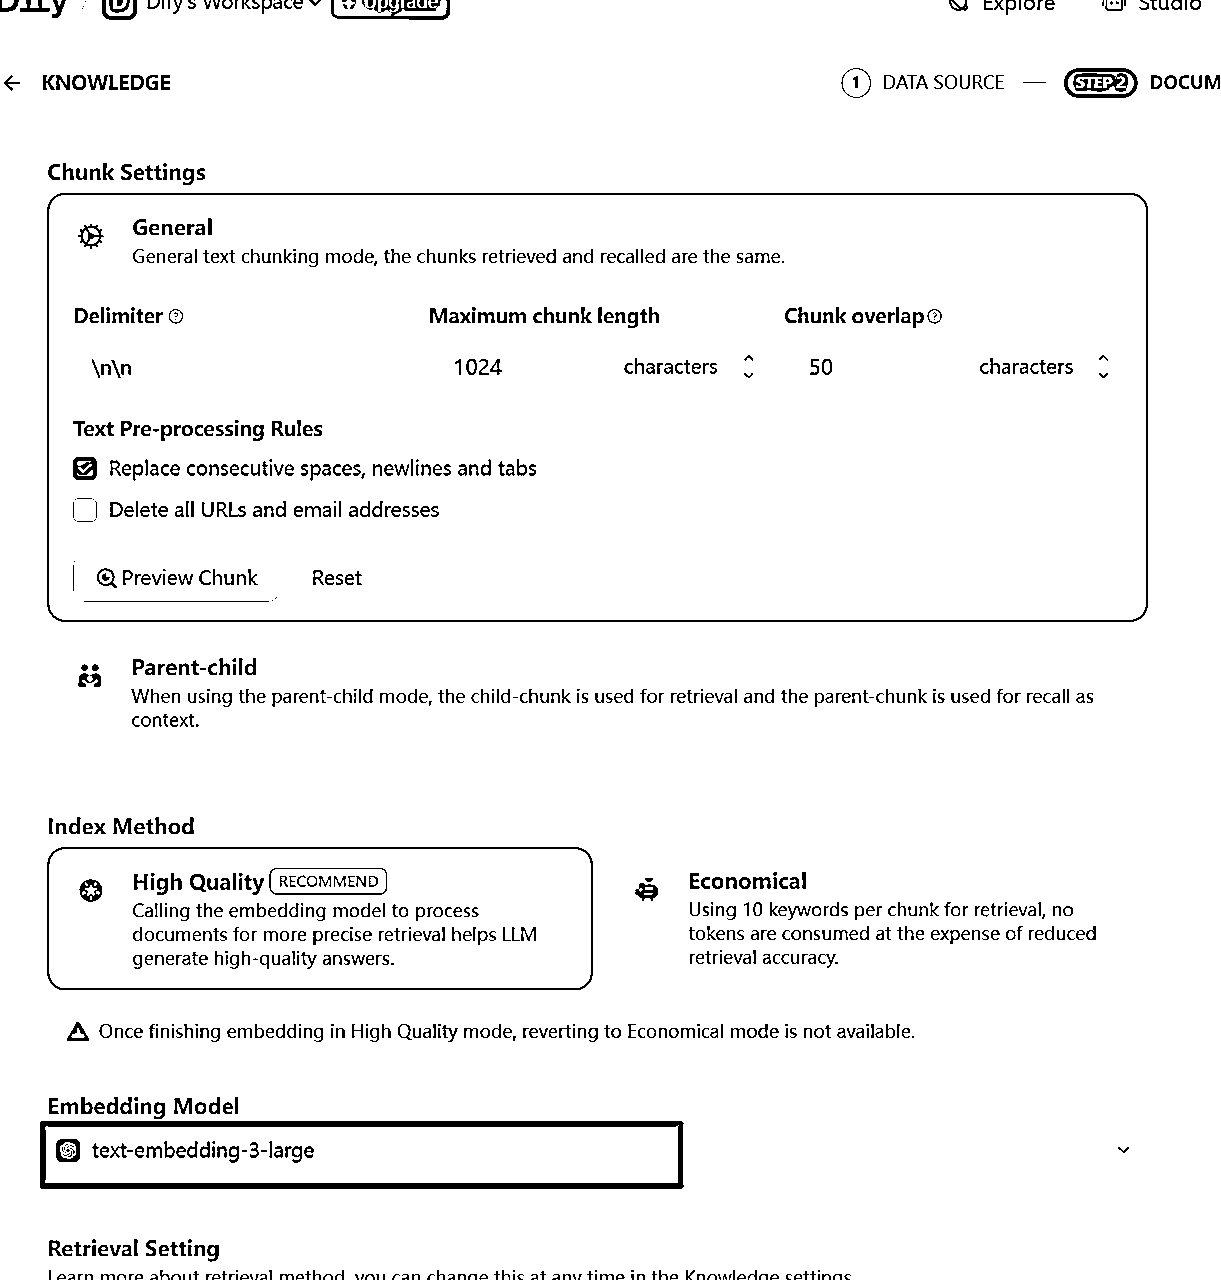 Dify / D Dify's Workspace Upgrade Explore Studio
KNOWLEDGE 1 DATA SOURCE — STEP 2 DOCUM
Chunk Settings
General
General text chunking mode, the chunks retrieved and recalled are the same.
Delimiter Maximum chunk length Chunk overlap
\n\n 1024 characters 50 characters
Text Pre-processing Rules
Replace consecutive spaces, newlines and tabs
Delete all URLs and email addresses
Preview Chunk Reset
Parent-child
When using the parent-child mode, the child-chunk is used for retrieval and the parent-chunk is used for recall as
context.
Index Method
High Quality RECOMMEND
Calling the embedding model to process
documents for more precise retrieval helps LLM
generate high-quality answers.
Economical
Using 10 keywords per chunk for retrieval, no
tokens are consumed at the expense of reduced
retrieval accuracy.
Once finishing embedding in High Quality mode, reverting to Economical mode is not available.
Embedding Model
text-embedding-3-large
Retrieval Setting
Learn more about retrieval method, you can change this at any time in the Knowledge settings.